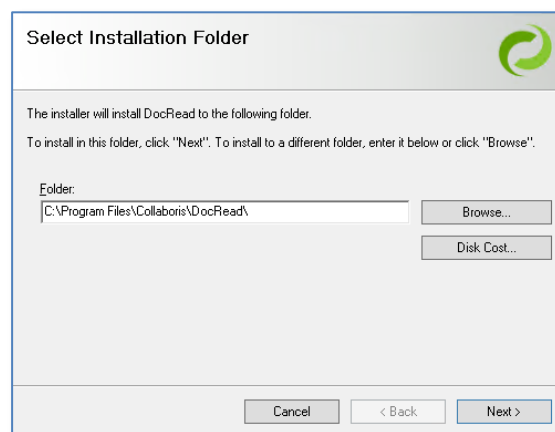 Select Installation Folder
The installer will install DocRead to the following folder.
To install in this folder, click "Next". To install to a different folder, enter it below or click "Browse".
Folder:
C:\Program Files\Collaboris\DocRead\
Browse...
Disk Cost...
Cancel
< Back
Next >